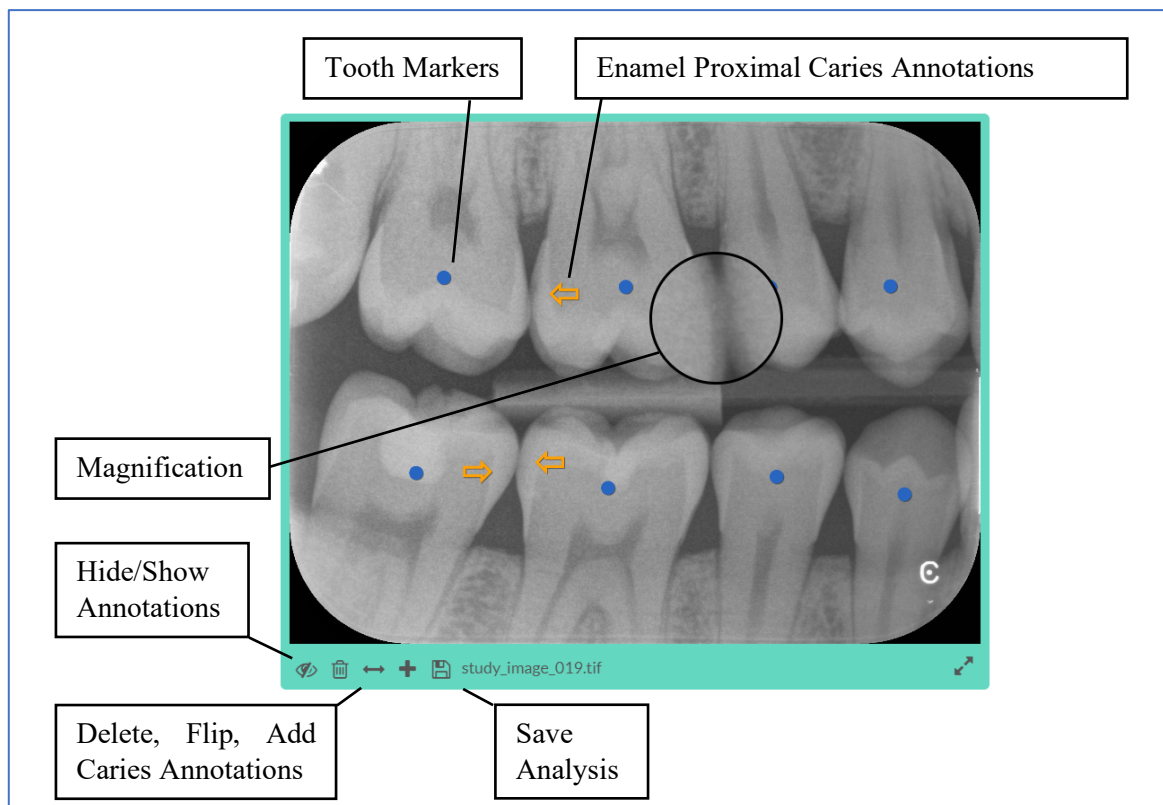 Tooth Markers
Enamel Proximal Caries Annotations
Magnification
Hide/Show
Annotations
study_image_019.tif
Delete, Flip, Add
Caries Annotations
Save
Analysis